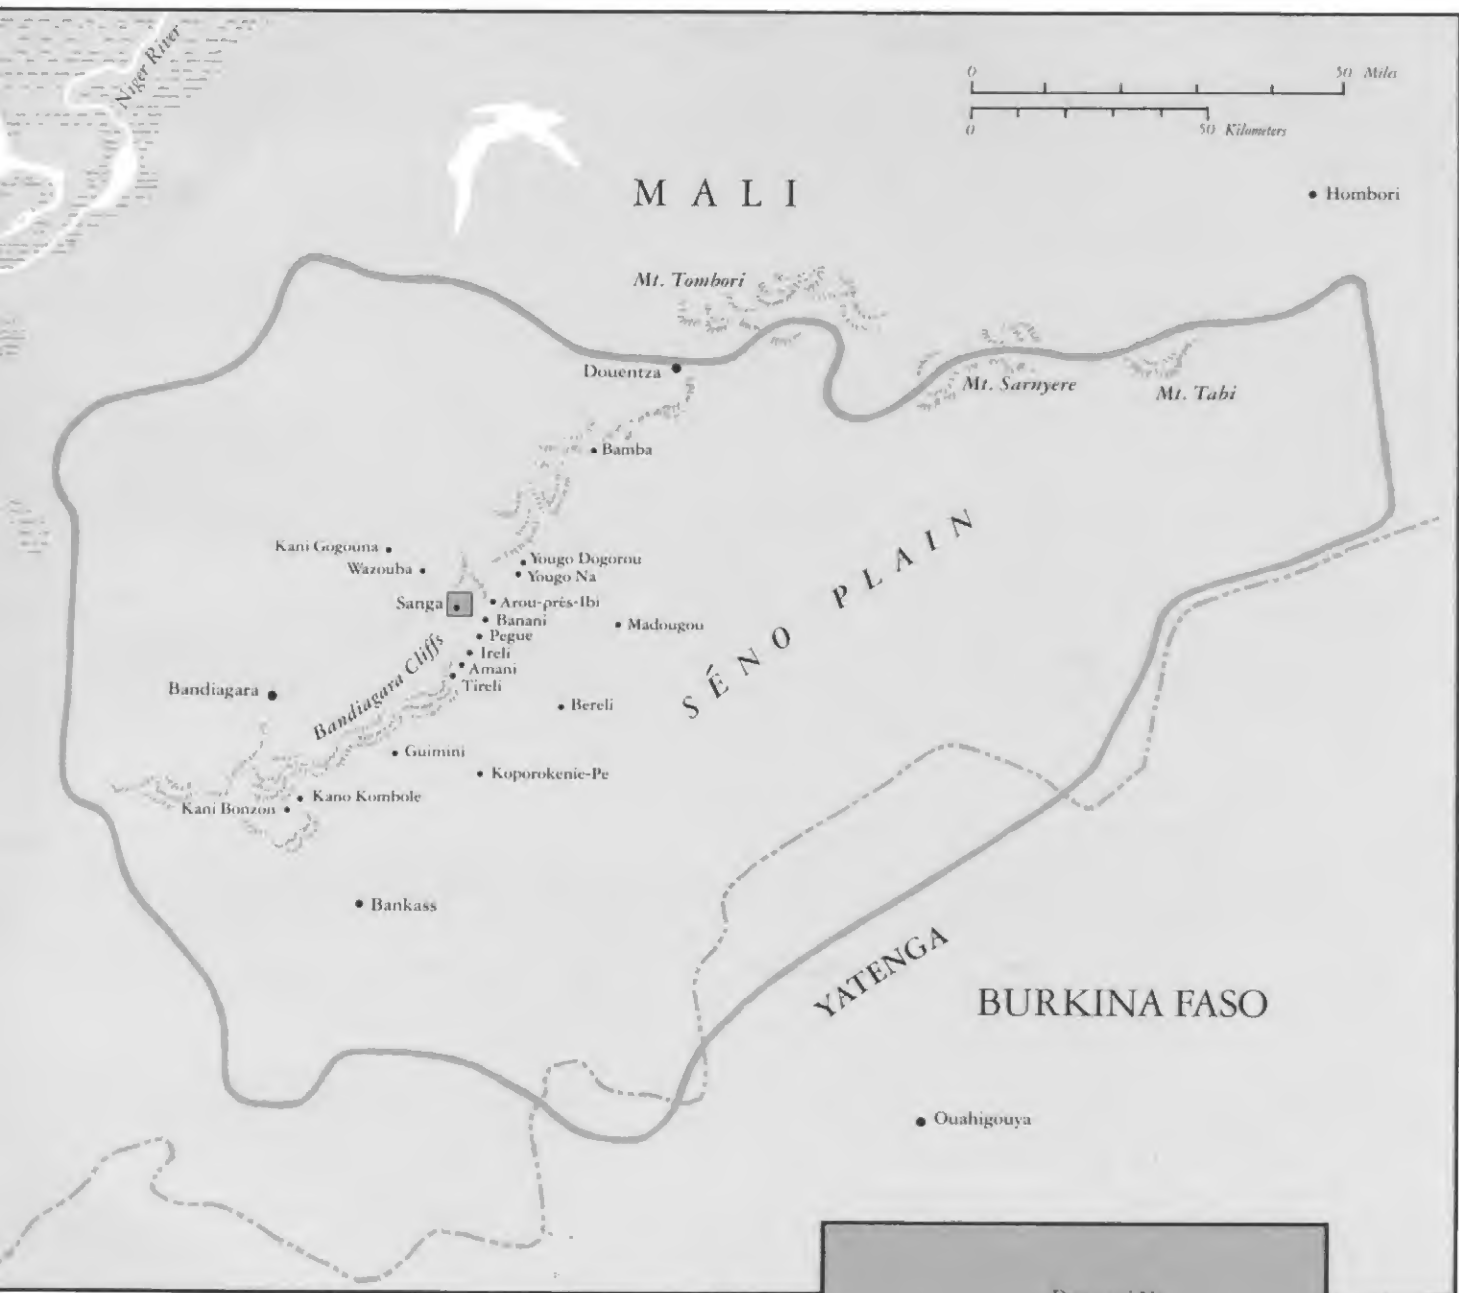 Niger River
0 50 Miles
0 50 Kilometers
MALI
Hombori
Mt. Tombori
Douentza
Mt. Sarnyere
Mt. Tabi
Bamba
SÉNO PLAIN
Kani Gogouna
Yougo Dogorou
Wazouba
Yougo Na
Sanga
Arou-près-Ibi
Banani
Madougou
Pegue
Ireli
Amani
Tireli
Bandiagara Cliffs
Bandiagara
Bereli
Guimini
Koporokenie-Pe
Kano Kombole
Kani Bonzon
Bankass
YATENGA
BURKINA FASO
Ouahigouya